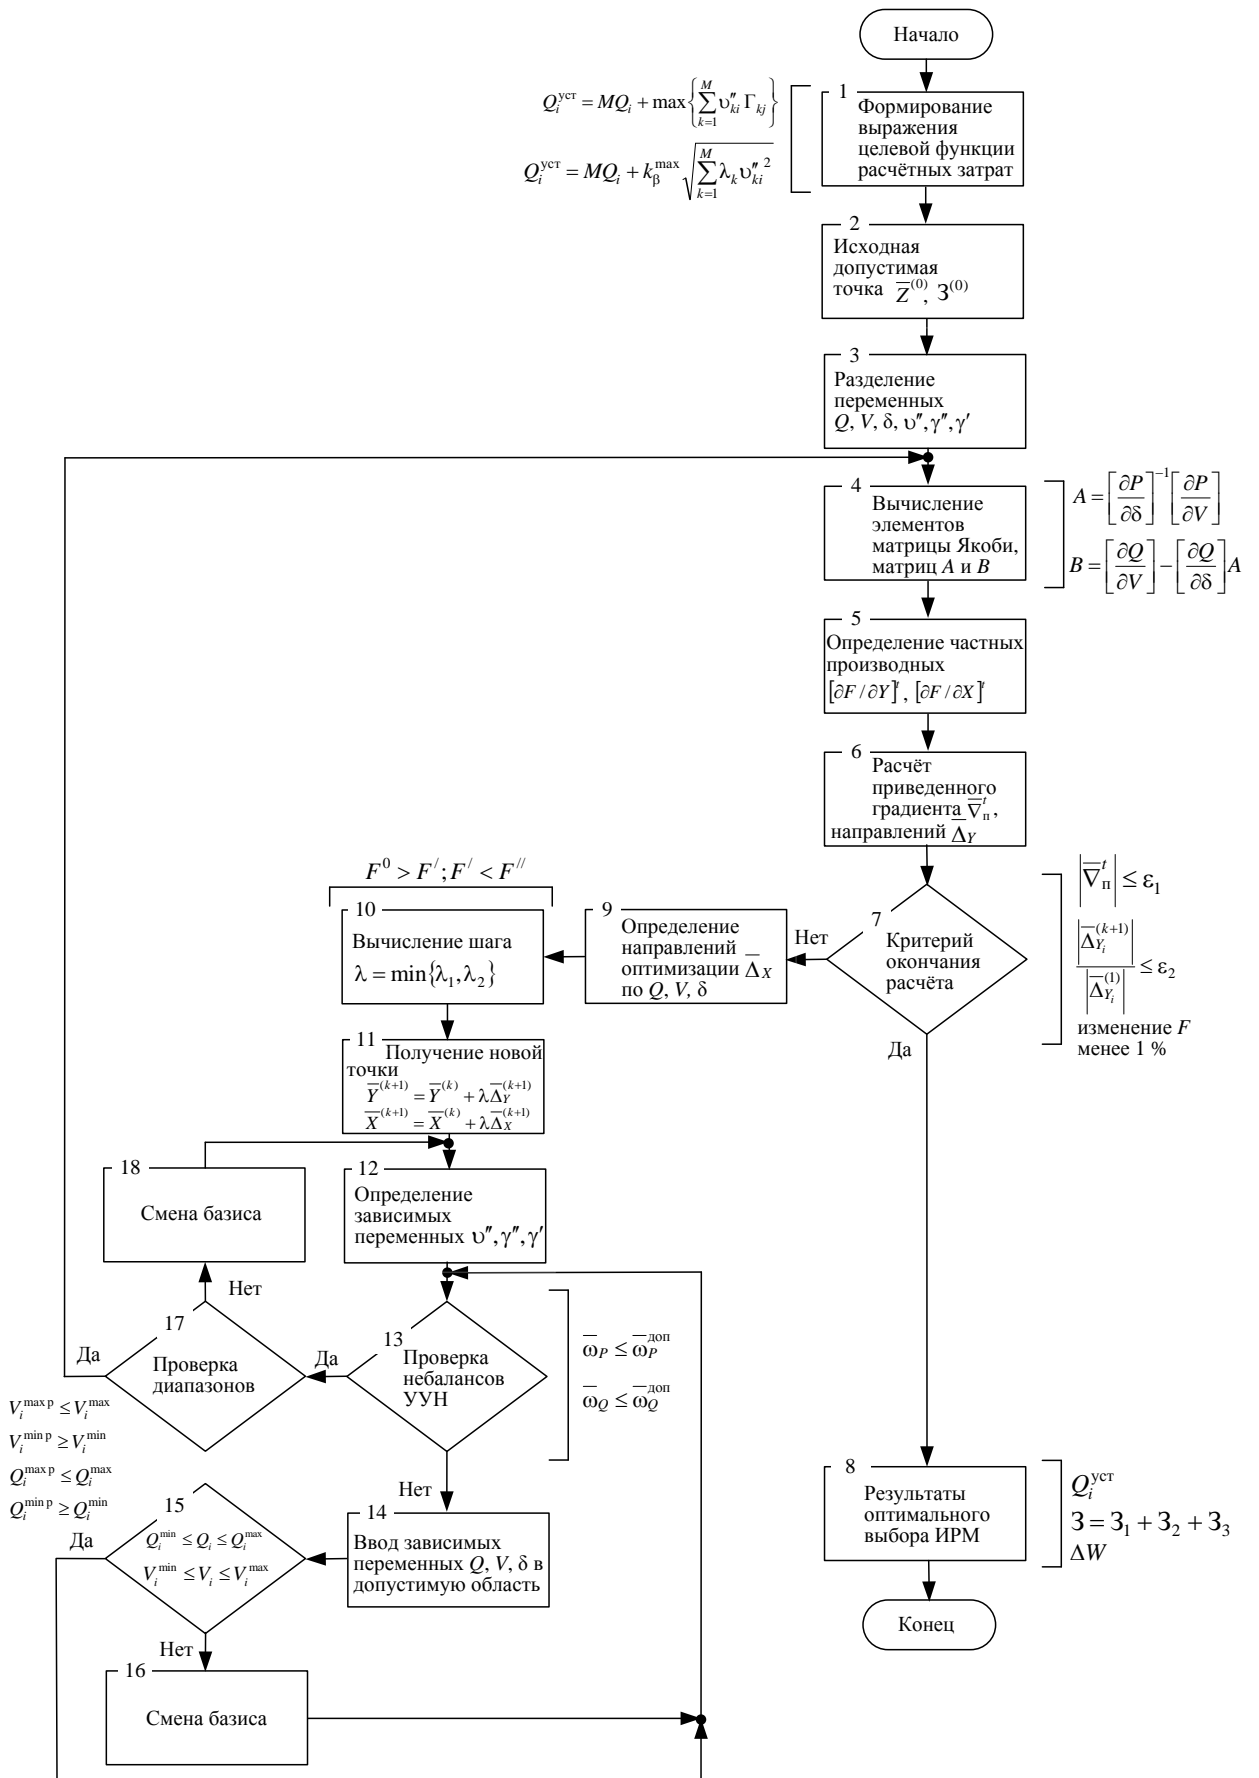 Начало
Q_i^уст = MQ_i + max{∑_{k=1}^{M} υ″_ki Γ_kj}
Q_i^уст = MQ_i + k_β^max √(∑_{k=1}^{M} λ_k υ″_ki²)
1
Формирование
выражения
целевой функции
расчётных затрат
2
Исходная
допустимая
точка Z̅^(0), З^(0)
3
Разделение
переменных
Q, V, δ, υ″, γ″, γ′
4
Вычисление
элементов
матрицы Якоби,
матриц A и B
A = [∂P/∂δ]^−1 [∂P/∂V]
B = [∂Q/∂V] − [∂Q/∂δ] A
5
Определение частных
производных
[∂F/∂Y]^t, [∂F/∂X]^t
6
Расчёт
приведенного
градиента ∇̅_п^t,
направлений Δ̅_Y
7
Критерий
окончания
расчёта
Нет
Да
|∇̅_п^t| ≤ ε_1
|Δ̅_{Y_i}^(k+1)| / |Δ̅_{Y_i}^(1)| ≤ ε_2
изменение F
менее 1 %
9
Определение
направлений
оптимизации Δ̅_X
по Q, V, δ
F^0 > F^/; F^/ < F^//
10
Вычисление шага
λ = min{λ_1, λ_2}
11
Получение новой
точки
Y̅^(k+1) = Y̅^(k) + λΔ̅_Y^(k+1)
X̅^(k+1) = X̅^(k) + λΔ̅_X^(k+1)
12
Определение
зависимых
переменных υ″, γ″, γ′
18
Смена базиса
Нет
13
Проверка
небалансов
УУН
Да
Нет
ω̅_P ≤ ω̅_P^доп
ω̅_Q ≤ ω̅_Q^доп
17
Проверка
диапазонов
Да
V_i^max p ≤ V_i^max
V_i^min p ≥ V_i^min
Q_i^max p ≤ Q_i^max
Q_i^min p ≥ Q_i^min
14
Ввод зависимых
переменных Q, V, δ в
допустимую область
15
Q_i^min ≤ Q_i ≤ Q_i^max
V_i^min ≤ V_i ≤ V_i^max
Да
Нет
16
Смена базиса
8
Результаты
оптимального
выбора ИРМ
Q_i^уст
З = З_1 + З_2 + З_3
ΔW
Конец